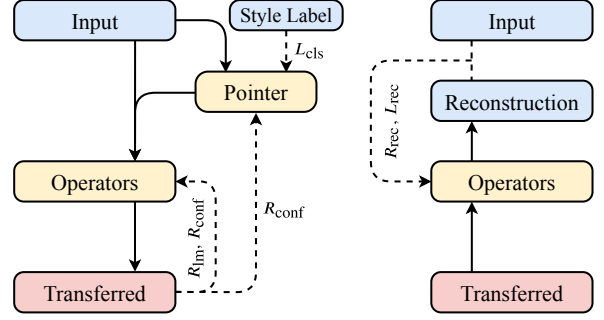 Input
Style Label
L_cls
Pointer
Operators
R_lm, R_conf
R_conf
Transferred
Input
R_rec, L_rec
Reconstruction
Operators
Transferred